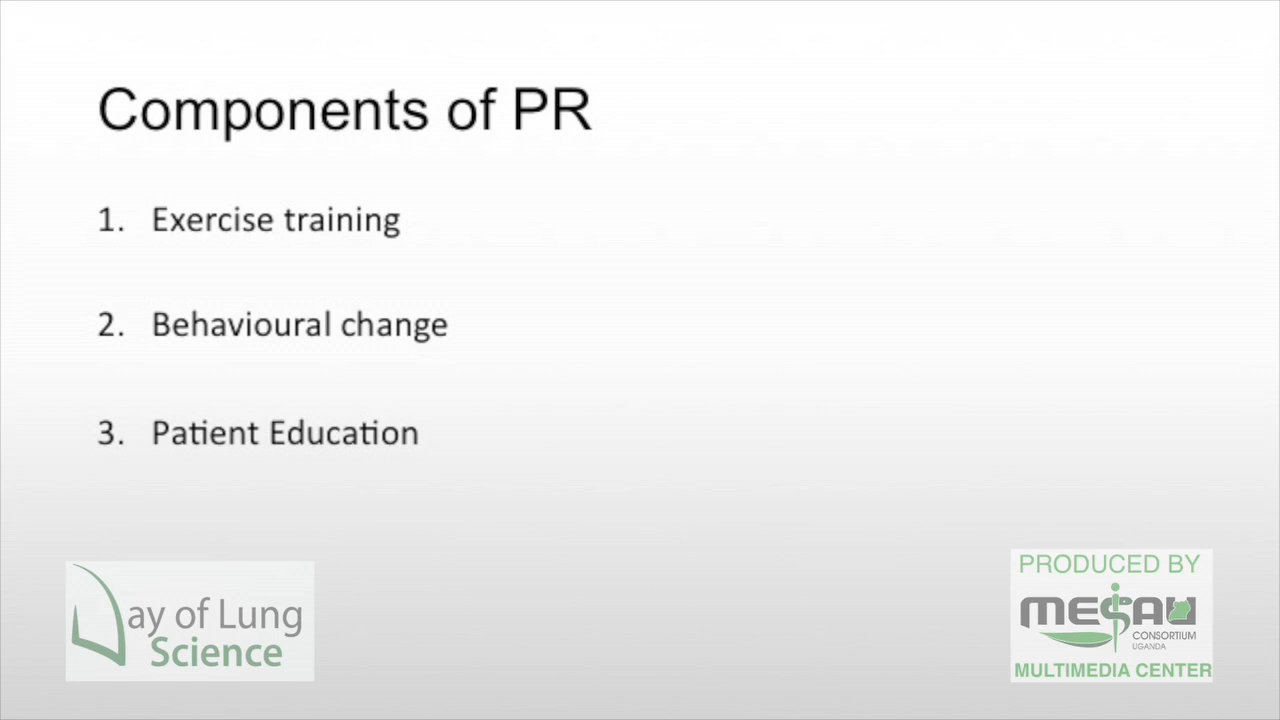 Components of PR
1. Exercise training
2. Behavioural change
3. Patient Education
Day of Lung
Science
PRODUCED BY
MESAU
CONSORTIUM
UGANDA
MULTIMEDIA CENTER